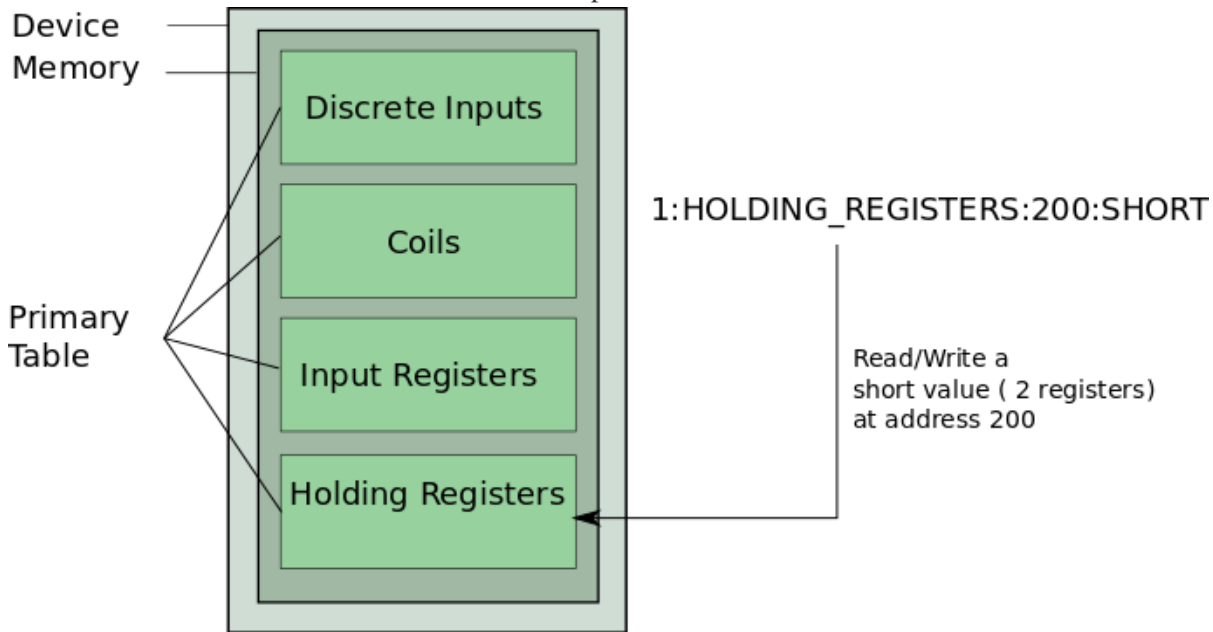 Device
Memory
Discrete Inputs
Coils
Primary
Table
Input Registers
Holding Registers
1:HOLDING_REGISTERS:200:SHORT
Read/Write a
short value ( 2 registers)
at address 200